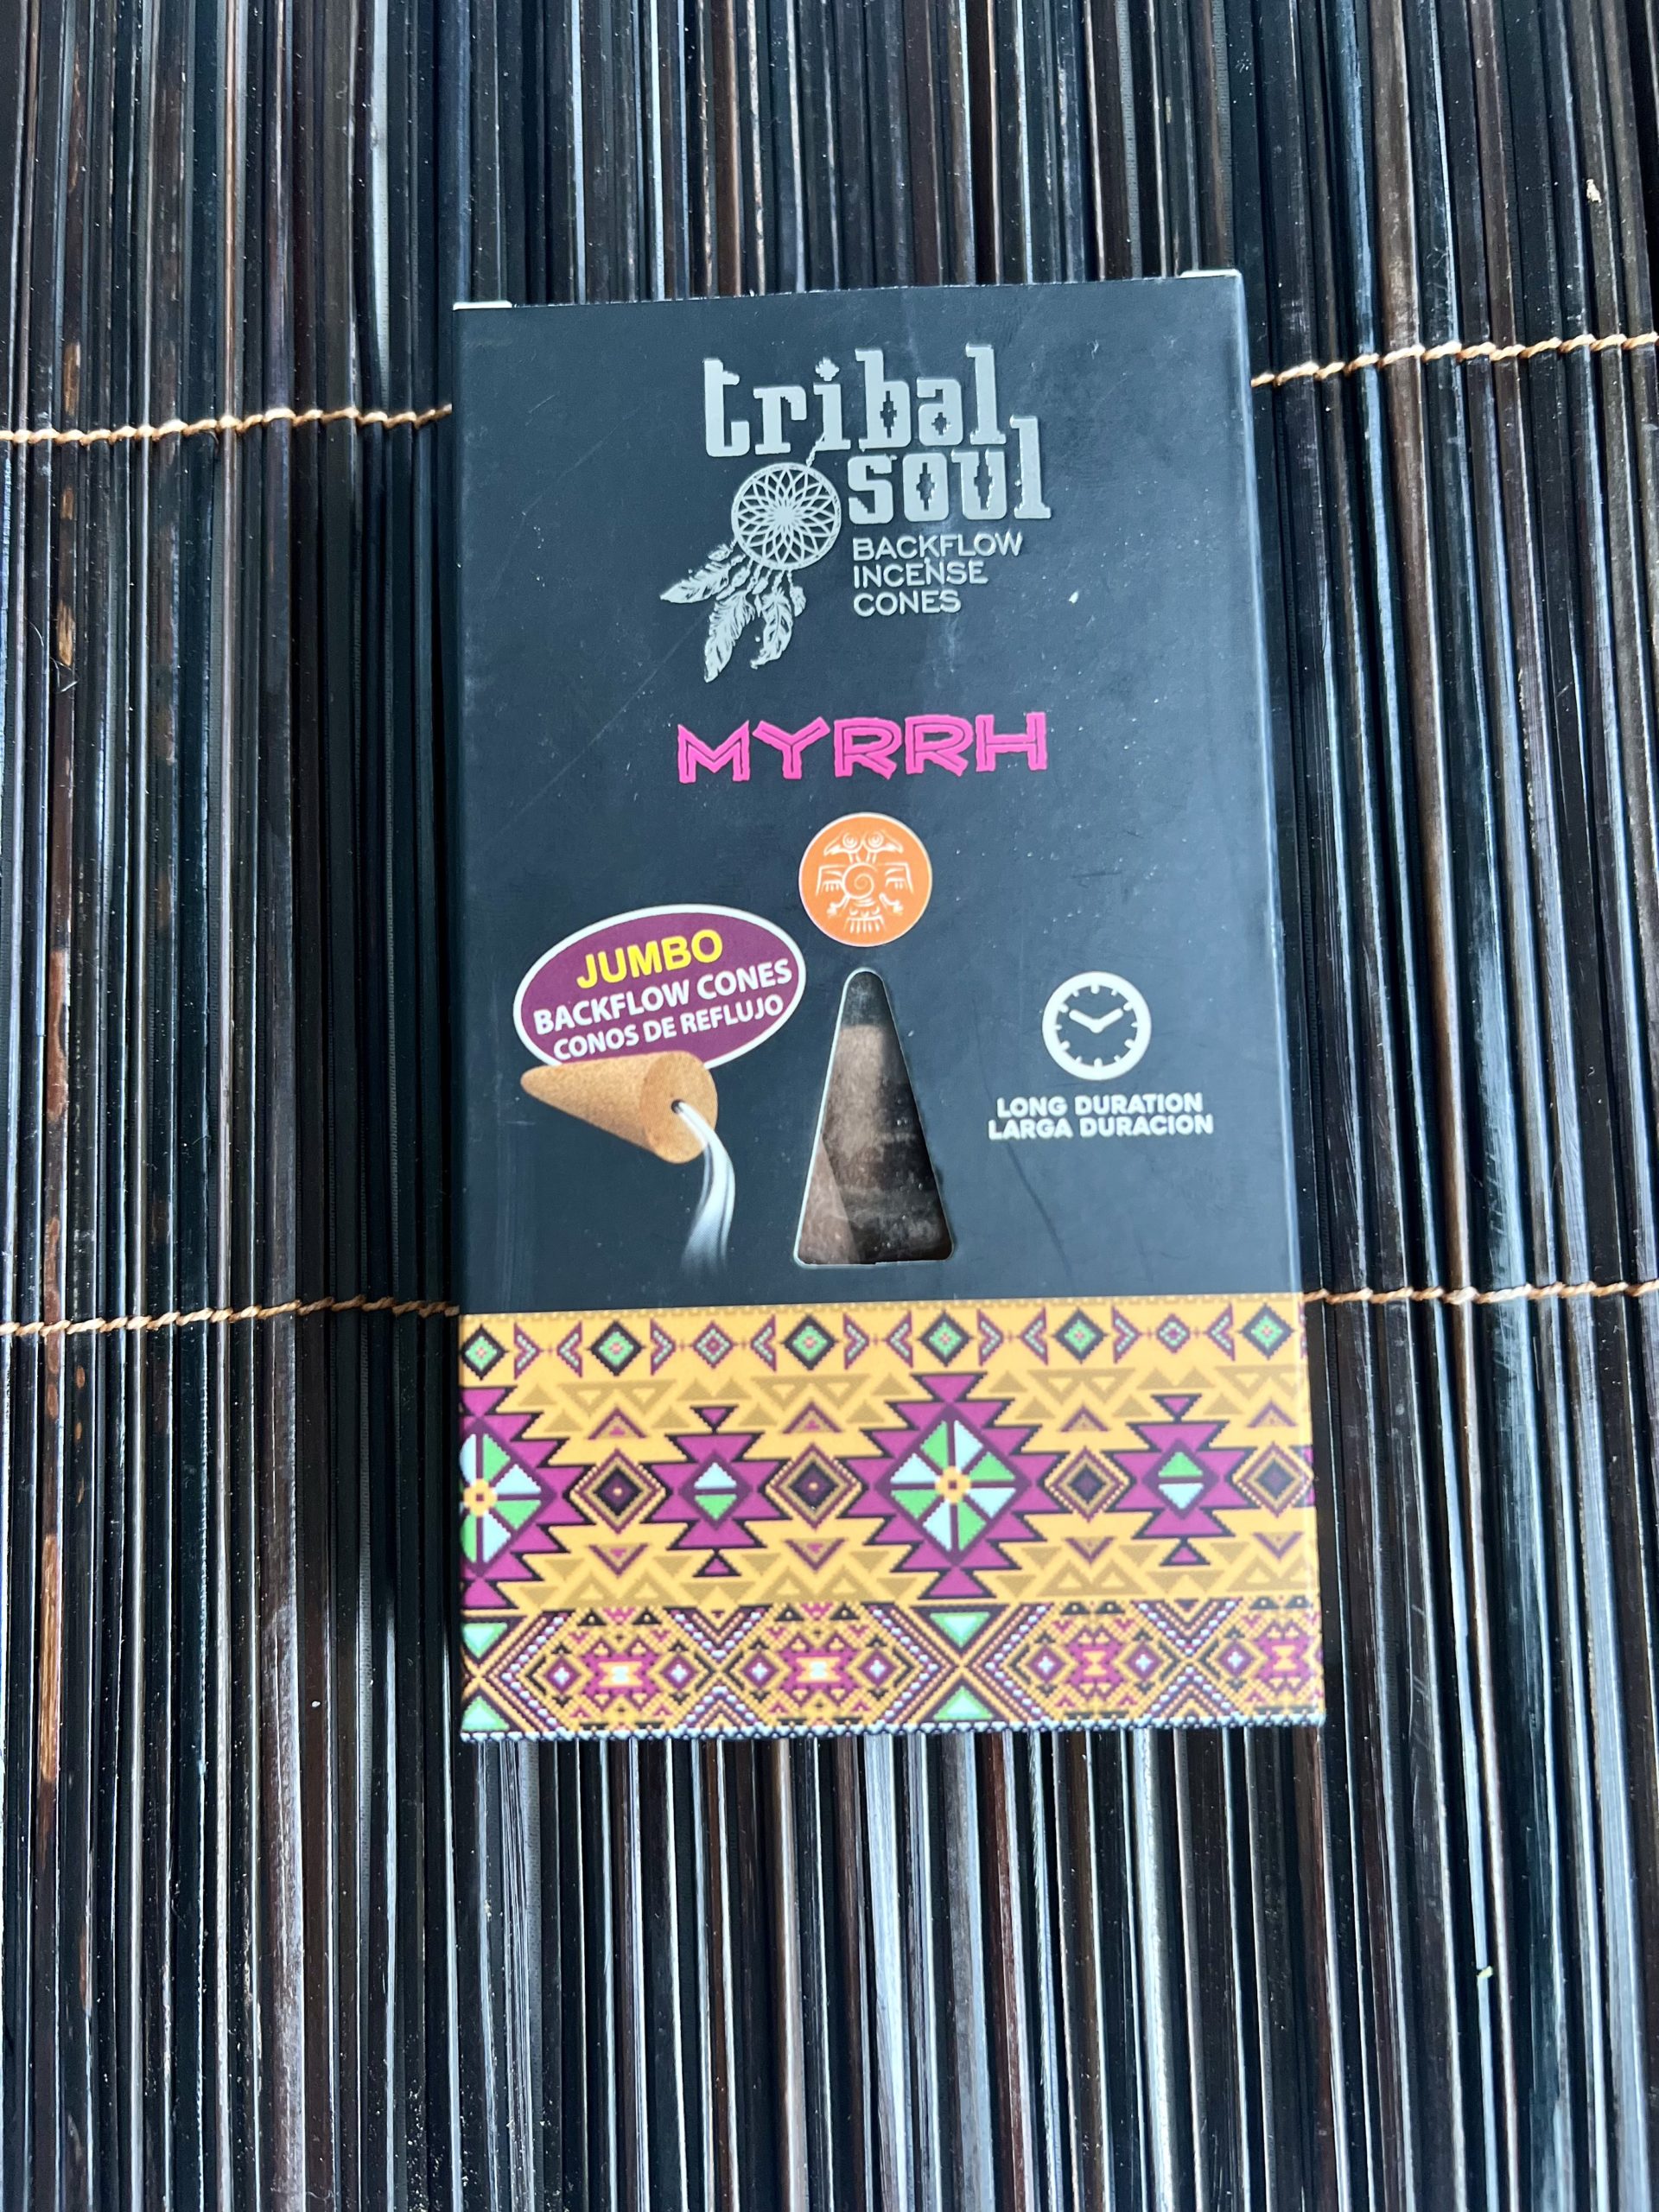 tribal
soul
BACKFLOW
INCENSE
CONES
MYRRH
JUMBO
BACKFLOW CONES
CONOS DE REFLUJO
LONG DURATION
LARGA DURACION